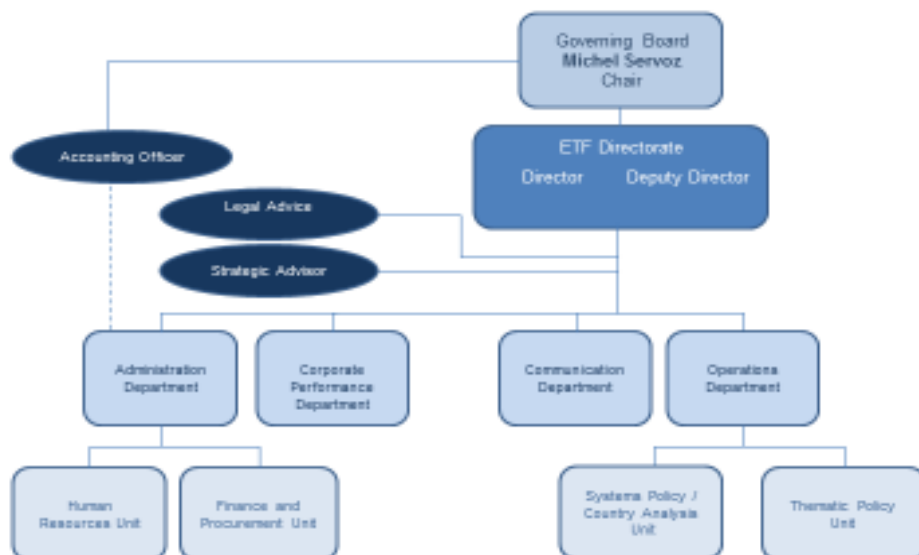 Governing Board
Michel Servoz
Chair
Accounting Officer
ETF Directorate
Director Deputy Director
Legal Advice
Strategic Advisor
Administration
Department
Corporate
Performance
Department
Communication
Department
Operations
Department
Human
Resources Unit
Finance and
Procurement Unit
Systems Policy /
Country Analysis
Unit
Thematic Policy
Unit